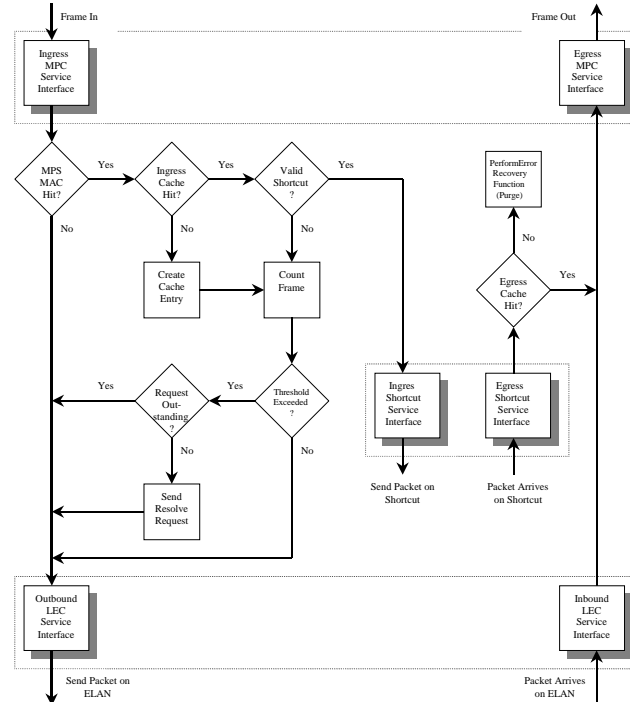 Frame In
Frame Out
Ingress
MPC
Service
Interface
Egress
MPC
Service
Interface
MPS
MAC
Hit?
Yes
No
Ingress
Cache
Hit?
Yes
No
Valid
Shortcut
?
Yes
No
PerformError
Recovery
Function
(Purge)
No
Create
Cache
Entry
Count
Frame
Egress
Cache
Hit?
Yes
Yes
Request
Out-
standing
?
No
Yes
Threshold
Exceeded
?
No
Ingres
Shortcut
Service
Interface
Egress
Shortcut
Service
Interface
Send
Resolve
Request
Send Packet on
Shortcut
Packet Arrives
on Shortcut
Outbound
LEC
Service
Interface
Inbound
LEC
Service
Interface
Send Packet on
ELAN
Packet Arrives
on ELAN